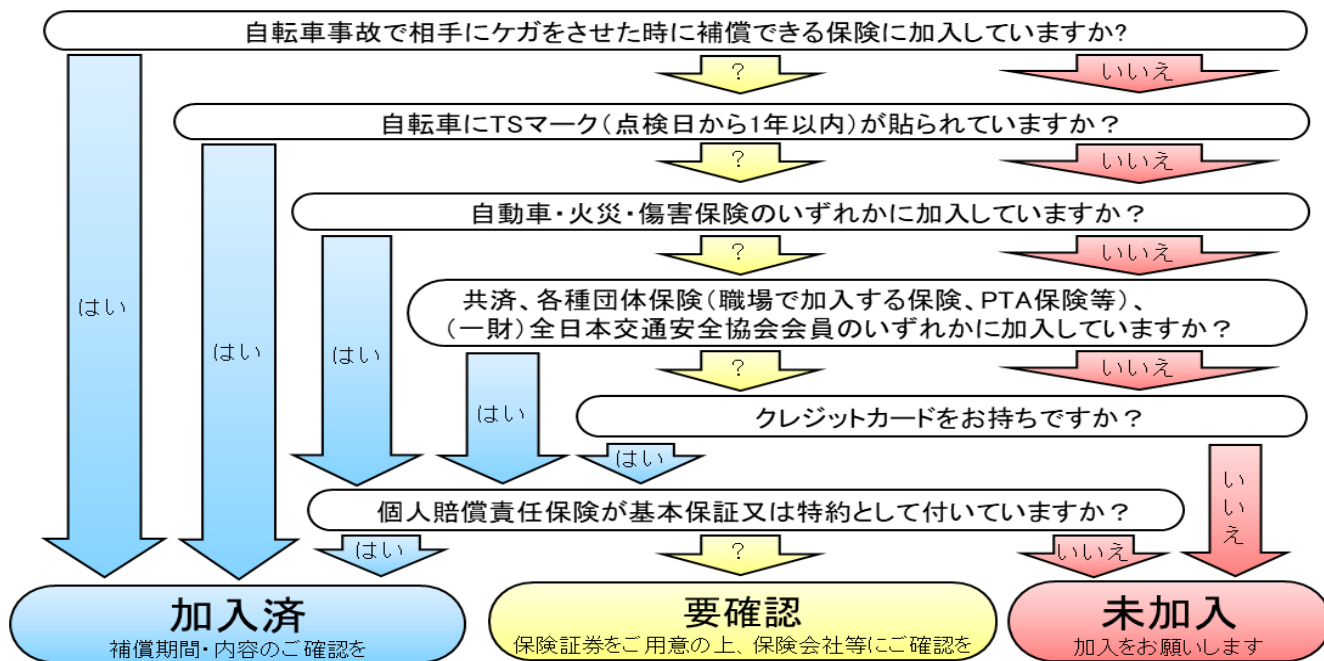 自転車事故で相手にケガをさせた時に補償できる保険に加入していますか?
？
いいえ
自転車にTSマーク（点検日から1年以内）が貼られていますか？
？
いいえ
自動車・火災・傷害保険のいずれかに加入していますか？
？
いいえ
共済、各種団体保険（職場で加入する保険、PTA保険等）、
（一財）全日本交通安全協会会員のいずれかに加入していますか？
はい
はい
はい
？
いいえ
はい
クレジットカードをお持ちですか？
はい
いいえ
個人賠償責任保険が基本保証又は特約として付いていますか？
はい
？
いいえ
加入済
補償期間・内容のご確認を
要確認
保険証券をご用意の上、保険会社等にご確認を
未加入
加入をお願いします